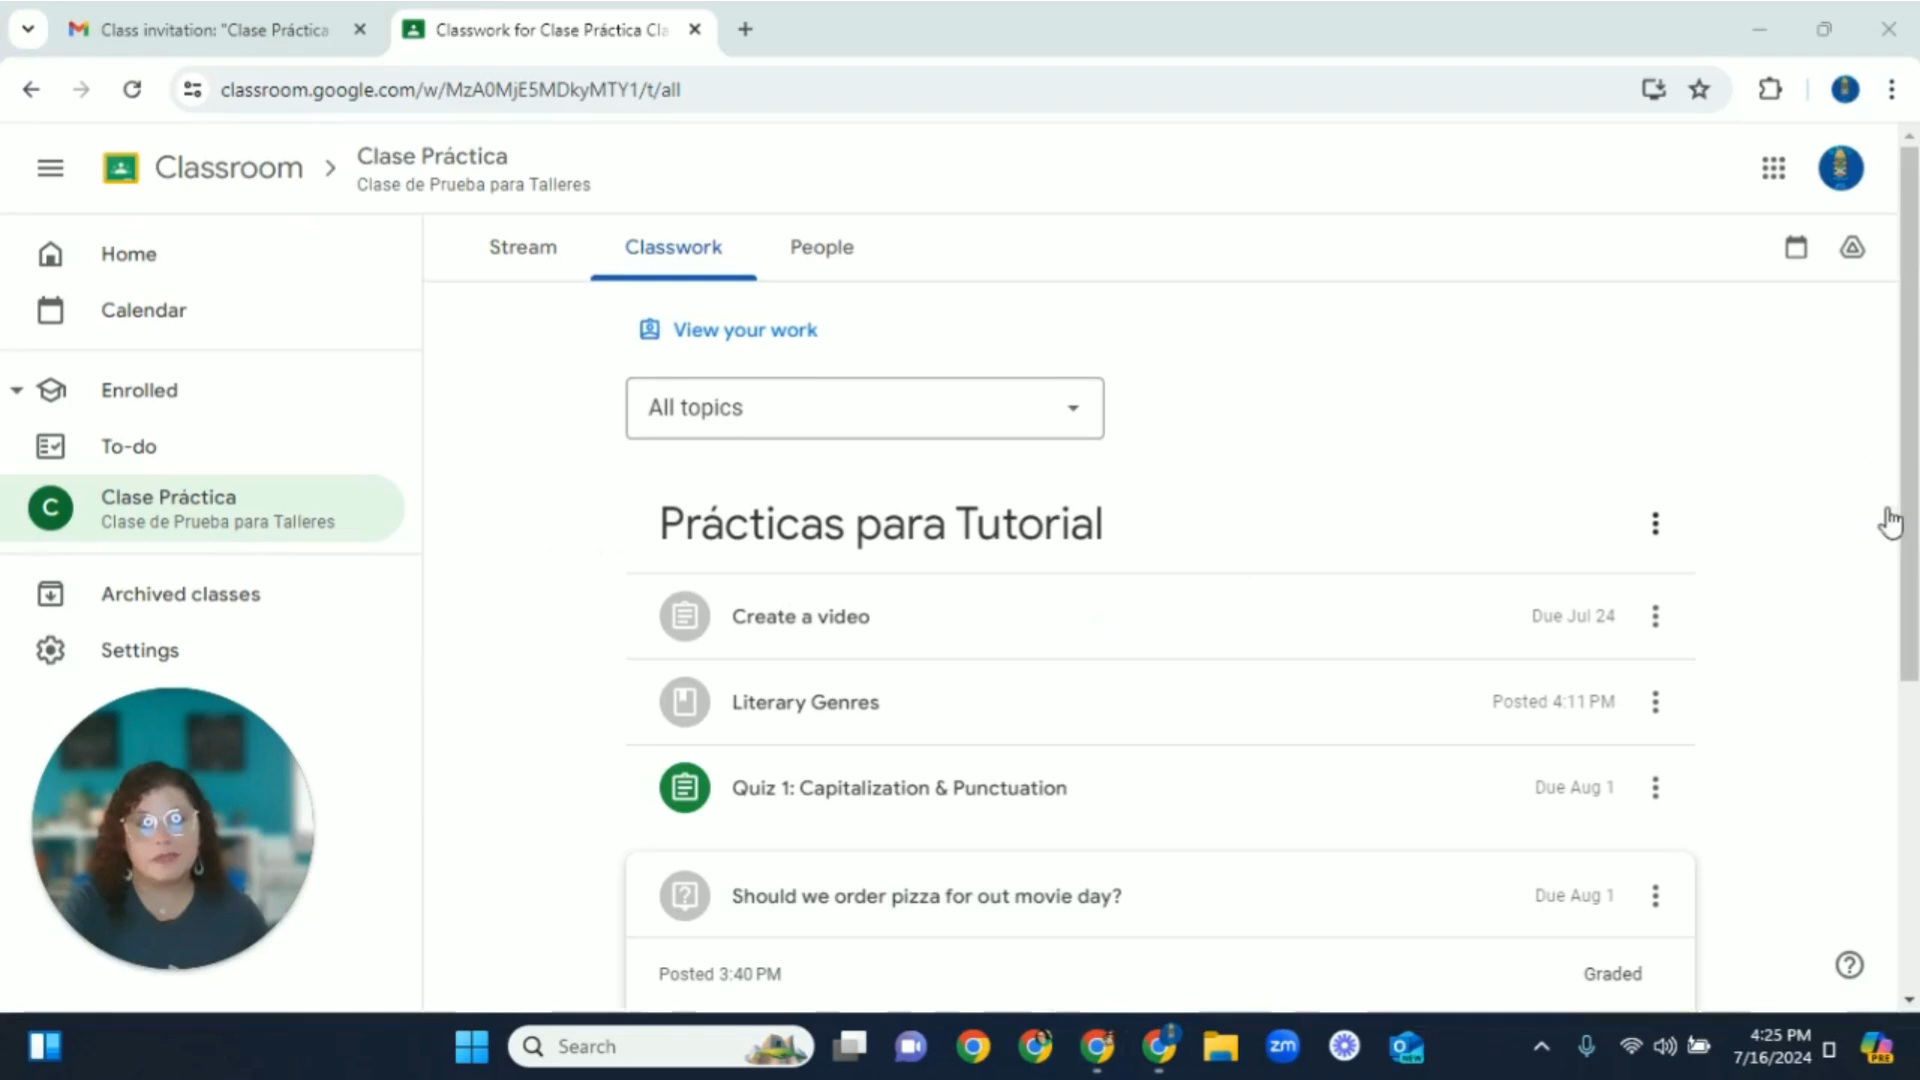 Class invitation: "Clase Práctica
Classwork for Clase Práctica Cla
classroom.google.com/w/MzA0MjE5MDkyMTY1/t/all
Classroom
Clase Práctica
Clase de Prueba para Talleres
Home
Calendar
Enrolled
To-do
C
Clase Práctica
Clase de Prueba para Talleres
Archived classes
Settings
Stream
Classwork
People
View your work
All topics
Prácticas para Tutorial
Create a video
Due Jul 24
Literary Genres
Posted 4:11 PM
Quiz 1: Capitalization & Punctuation
Due Aug 1
Should we order pizza for out movie day?
Due Aug 1
Posted 3:40 PM
Graded
Search
zm
NEW
4:25 PM
7/16/2024
PRE